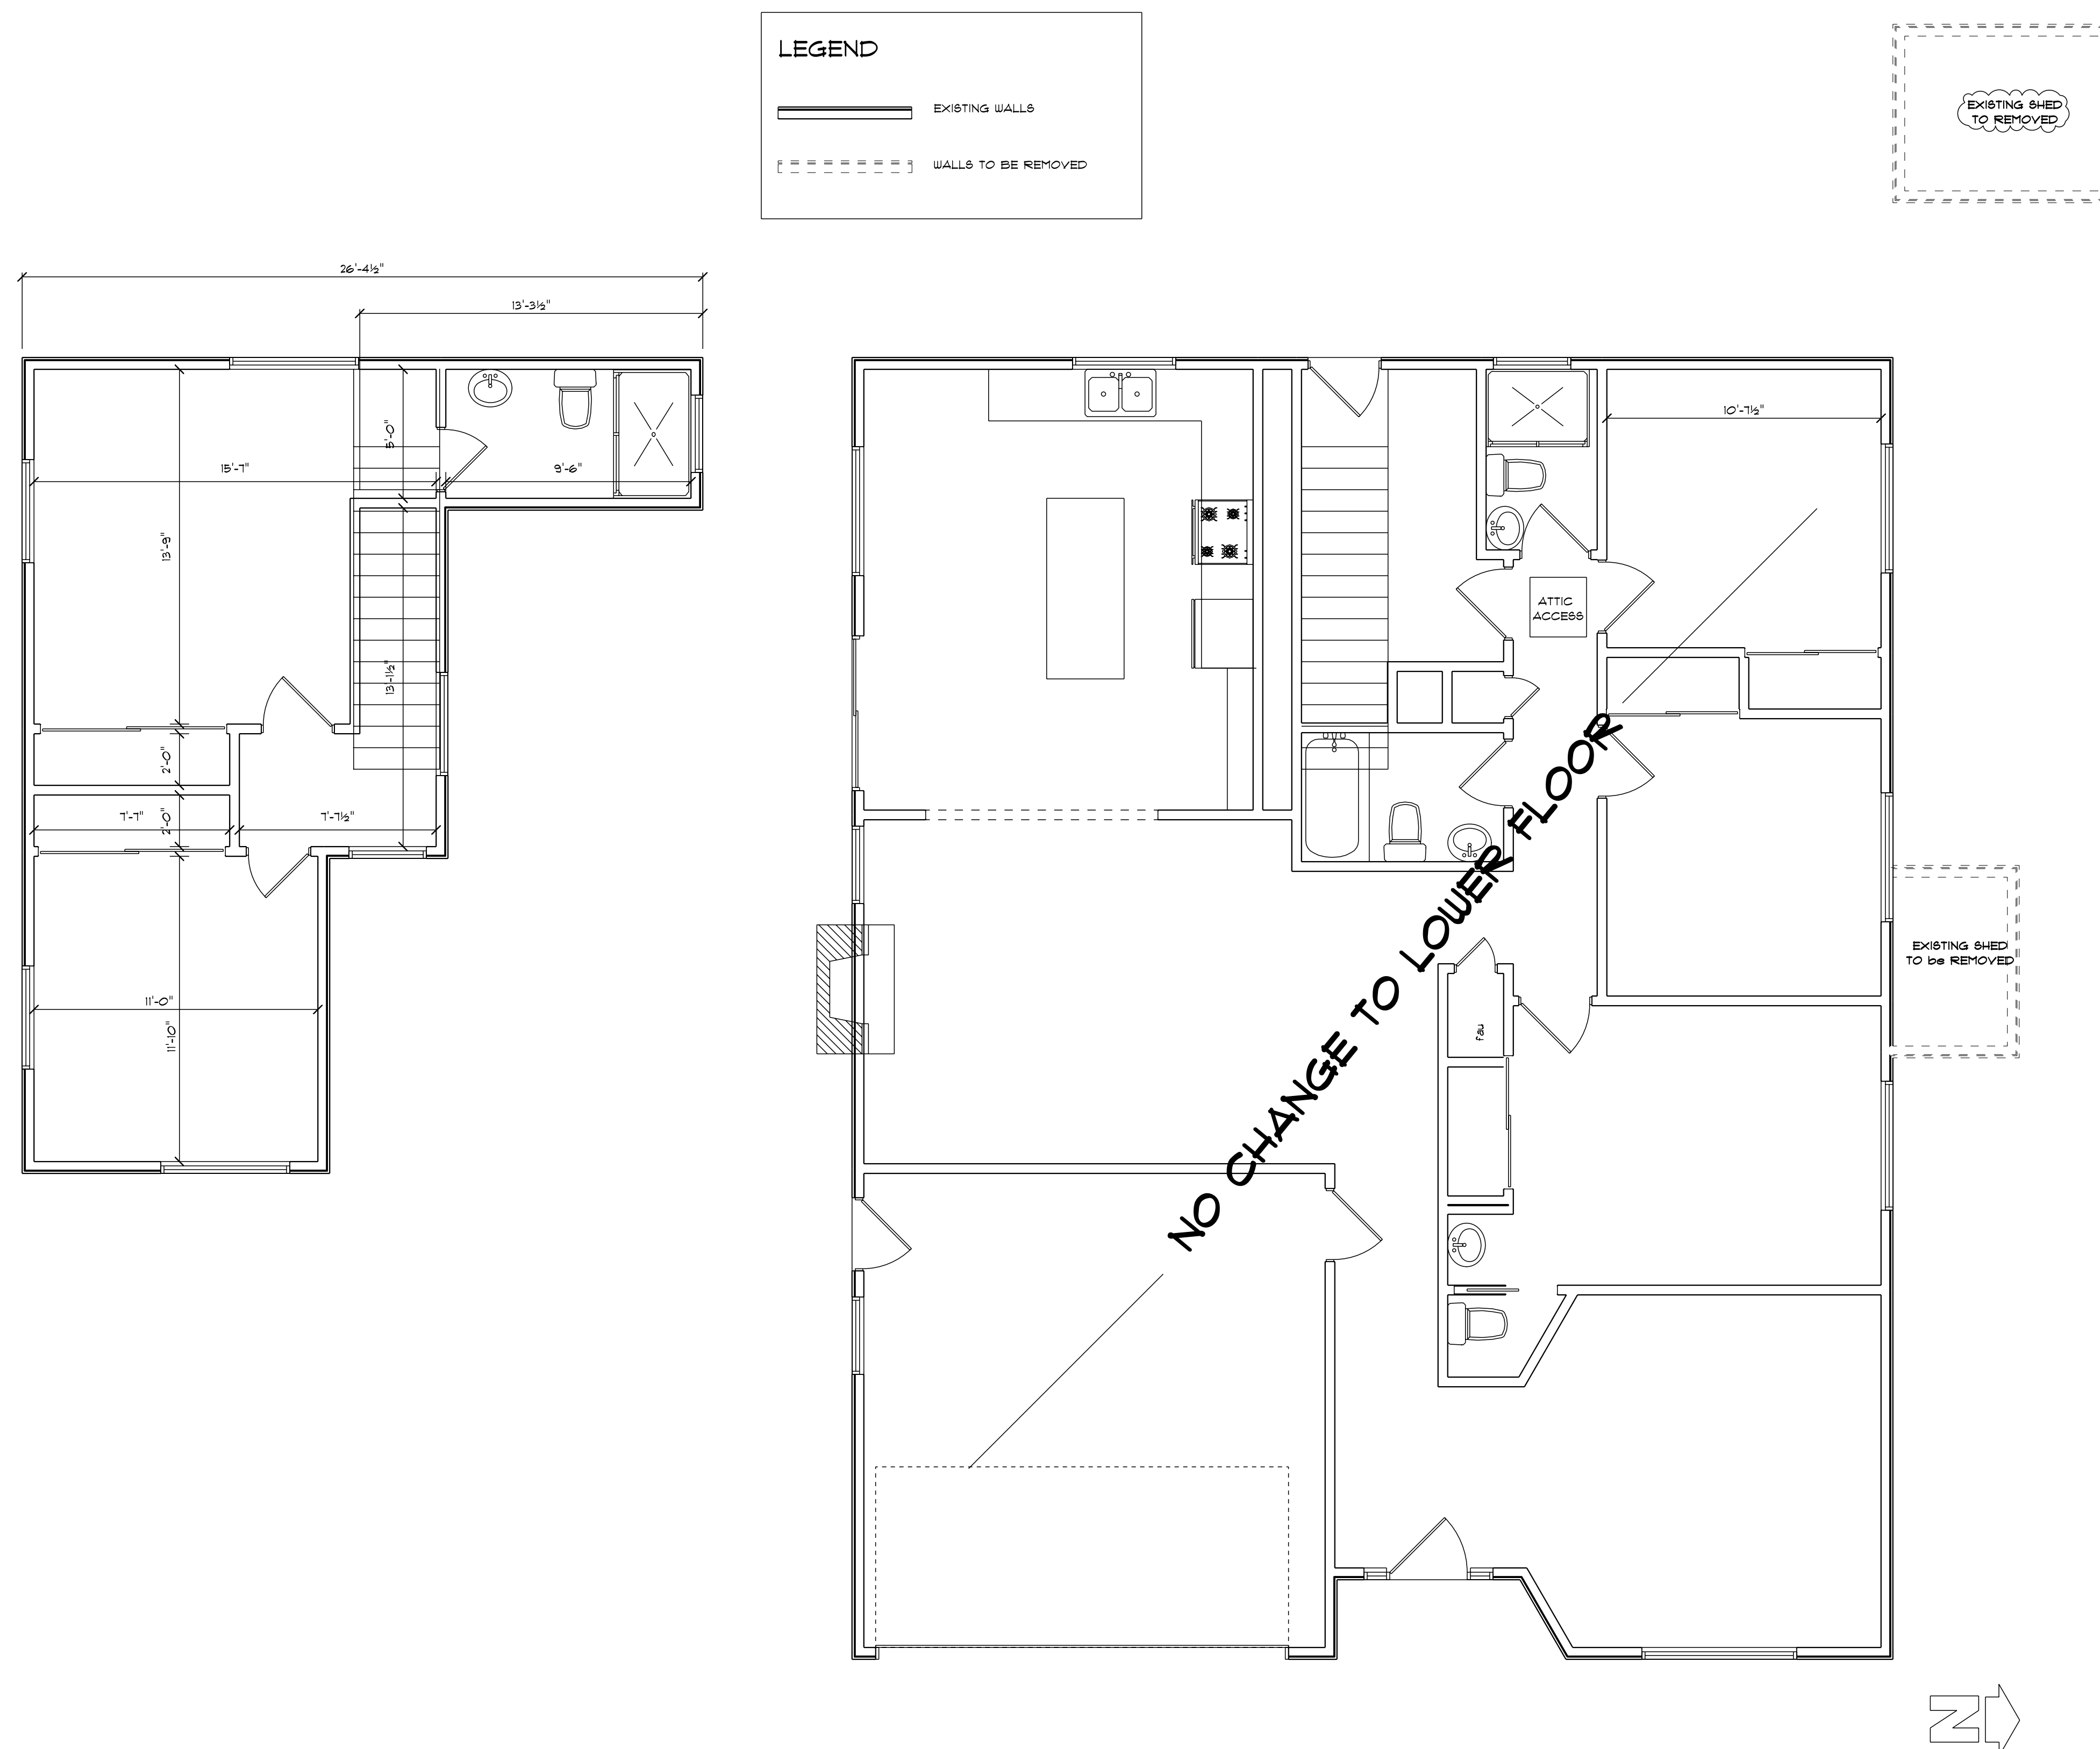 LEGEND
EXISTING WALLS
WALLS TO BE REMOVED
EXISTING SHED
TO REMOVED
26'-4½"
13'-3½"
5'-0"
15'-7"
9'-6"
13'-9"
13'-1½"
2'-0"
7'-7"
2'-0"
7'-7½"
11'-0"
11'-10"
10'-7½"
ATTIC
ACCESS
NO CHANGE TO LOWER FLOOR
EXISTING SHED
TO be REMOVED
fau
N